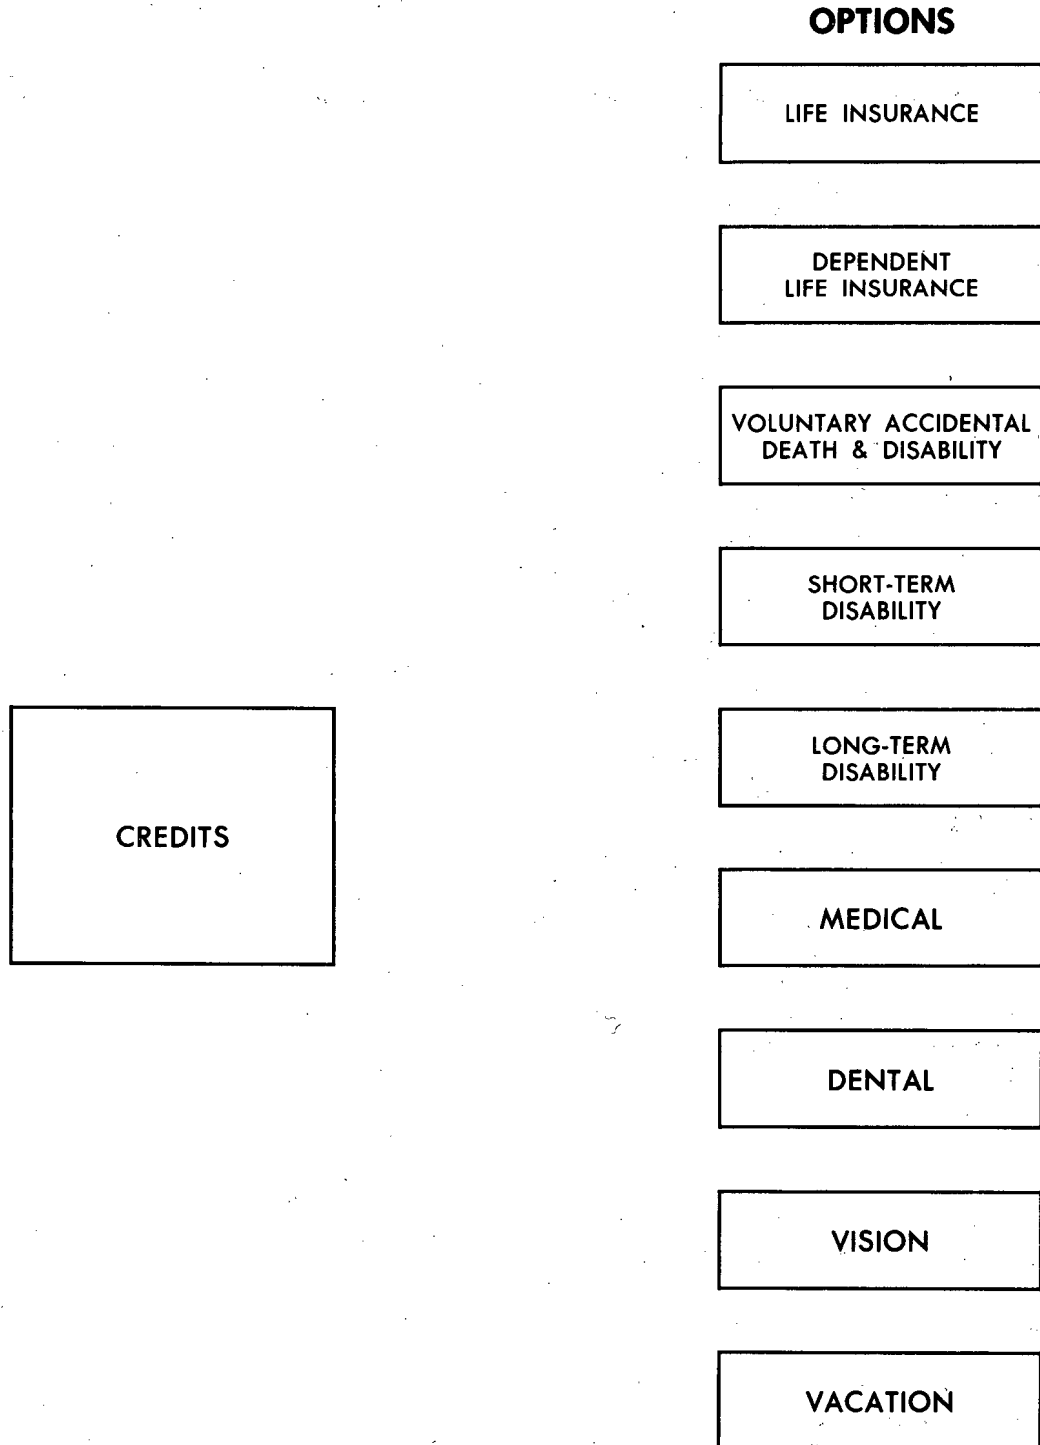 OPTIONS
LIFE INSURANCE
DEPENDENT
LIFE INSURANCE
VOLUNTARY ACCIDENTAL
DEATH & DISABILITY
SHORT-TERM
DISABILITY
LONG-TERM
DISABILITY
CREDITS
MEDICAL
DENTAL
VISION
VACATION